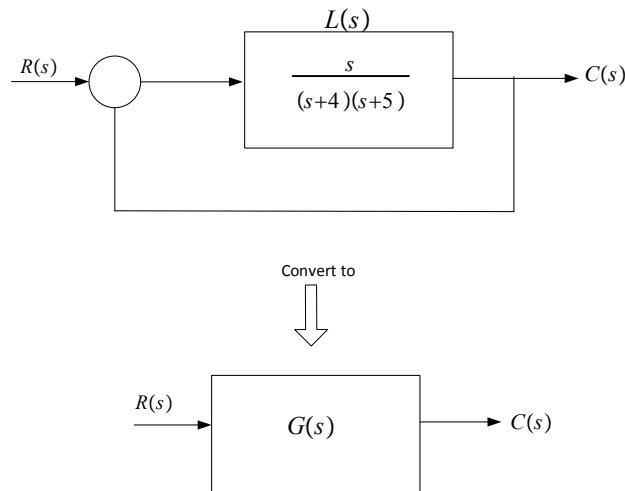 L(s)
R(s)
s
(s+4)(s+5)
C(s)
Convert to
R(s)
G(s)
C(s)